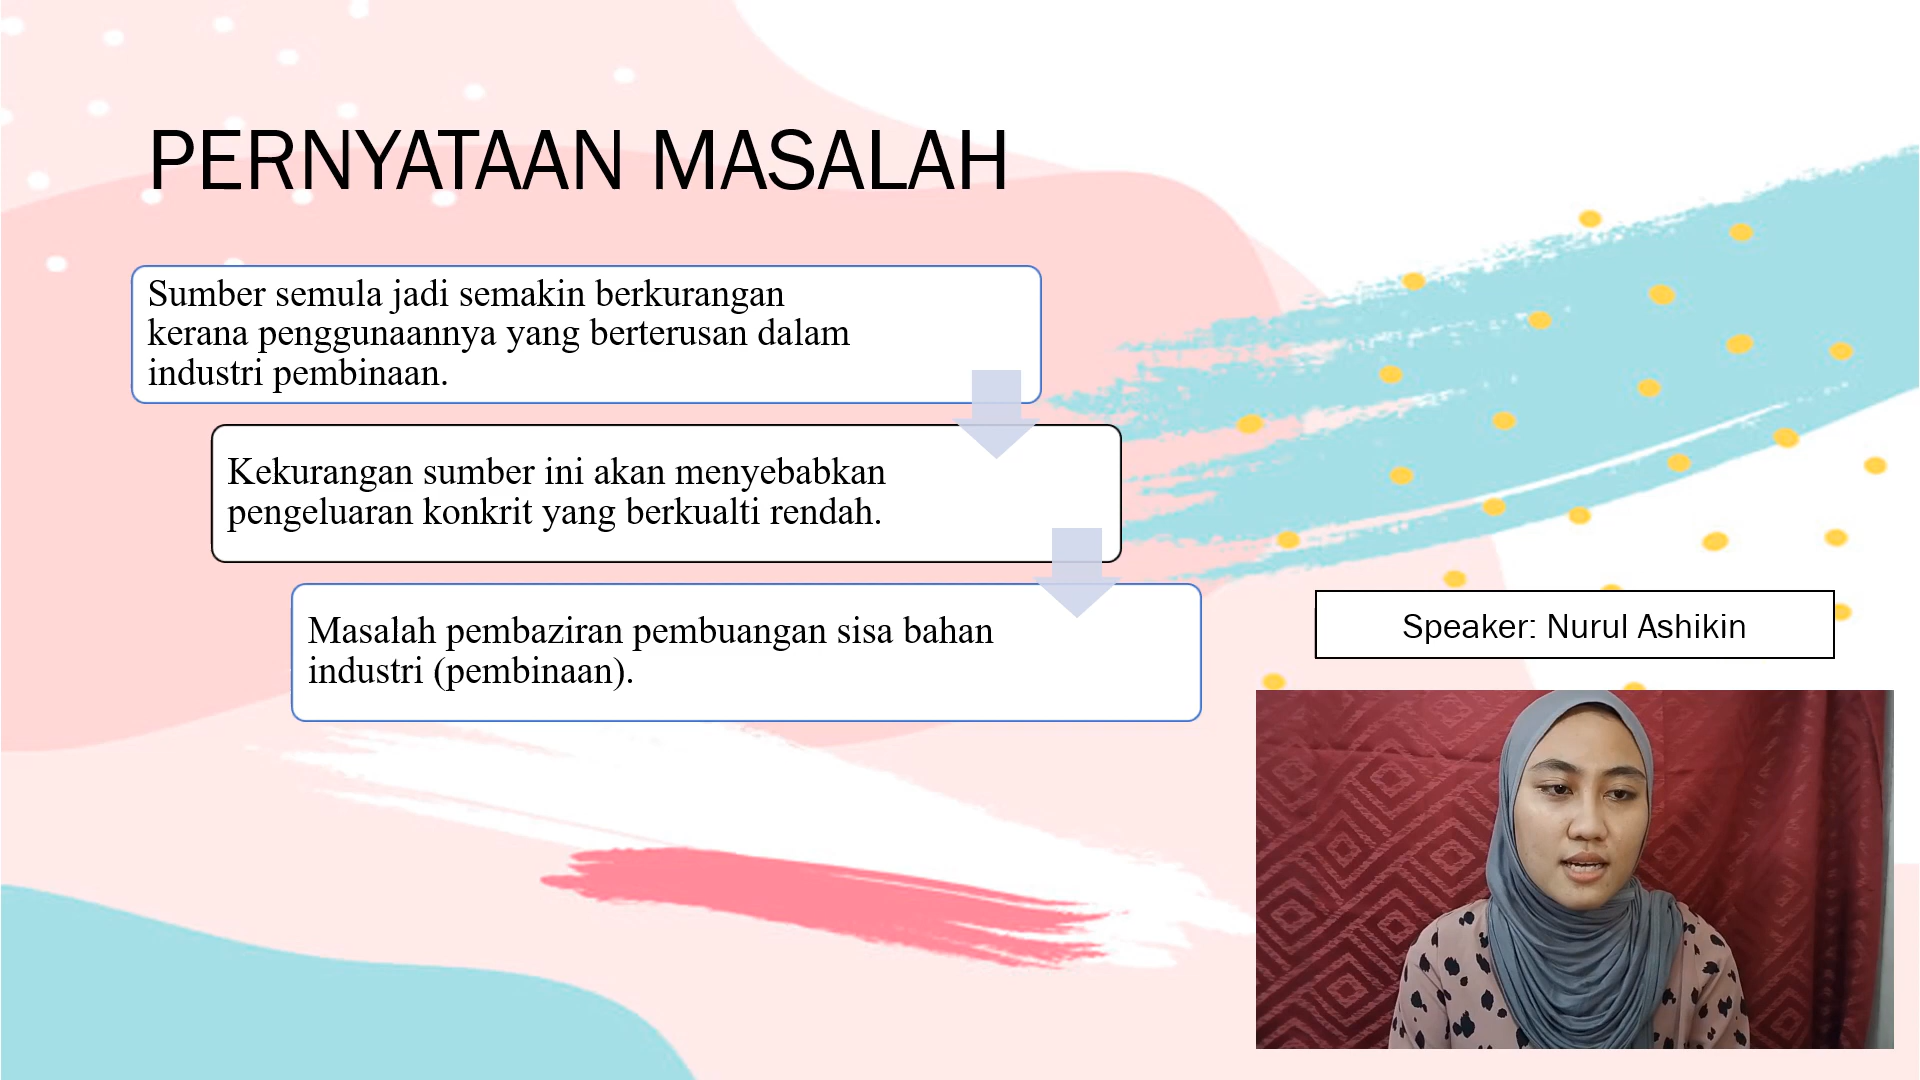 PERNYATAAN MASALAH
Sumber semula jadi semakin berkurangan
kerana penggunaannya yang berterusan dalam
industri pembinaan.
Kekurangan sumber ini akan menyebabkan
pengeluaran konkrit yang berkualti rendah.
Masalah pembaziran pembuangan sisa bahan
industri (pembinaan).
Speaker: Nurul Ashikin